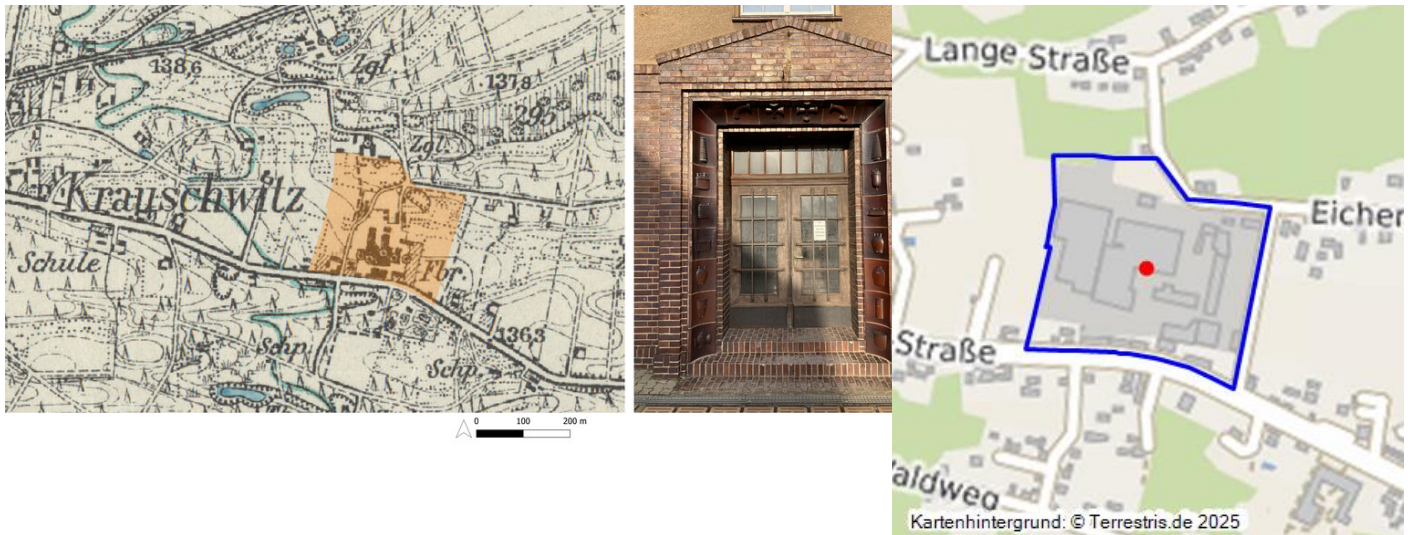 138,6
Zgl
137,8
295
Zgl.
Krauschwitz
Schule
Fbr.
136,3
Schp.
Schp.
0 100 200 m
Lange Straße
Eichen
Straße
aldweg
Kartenhintergrund: © Terrestris.de 2025